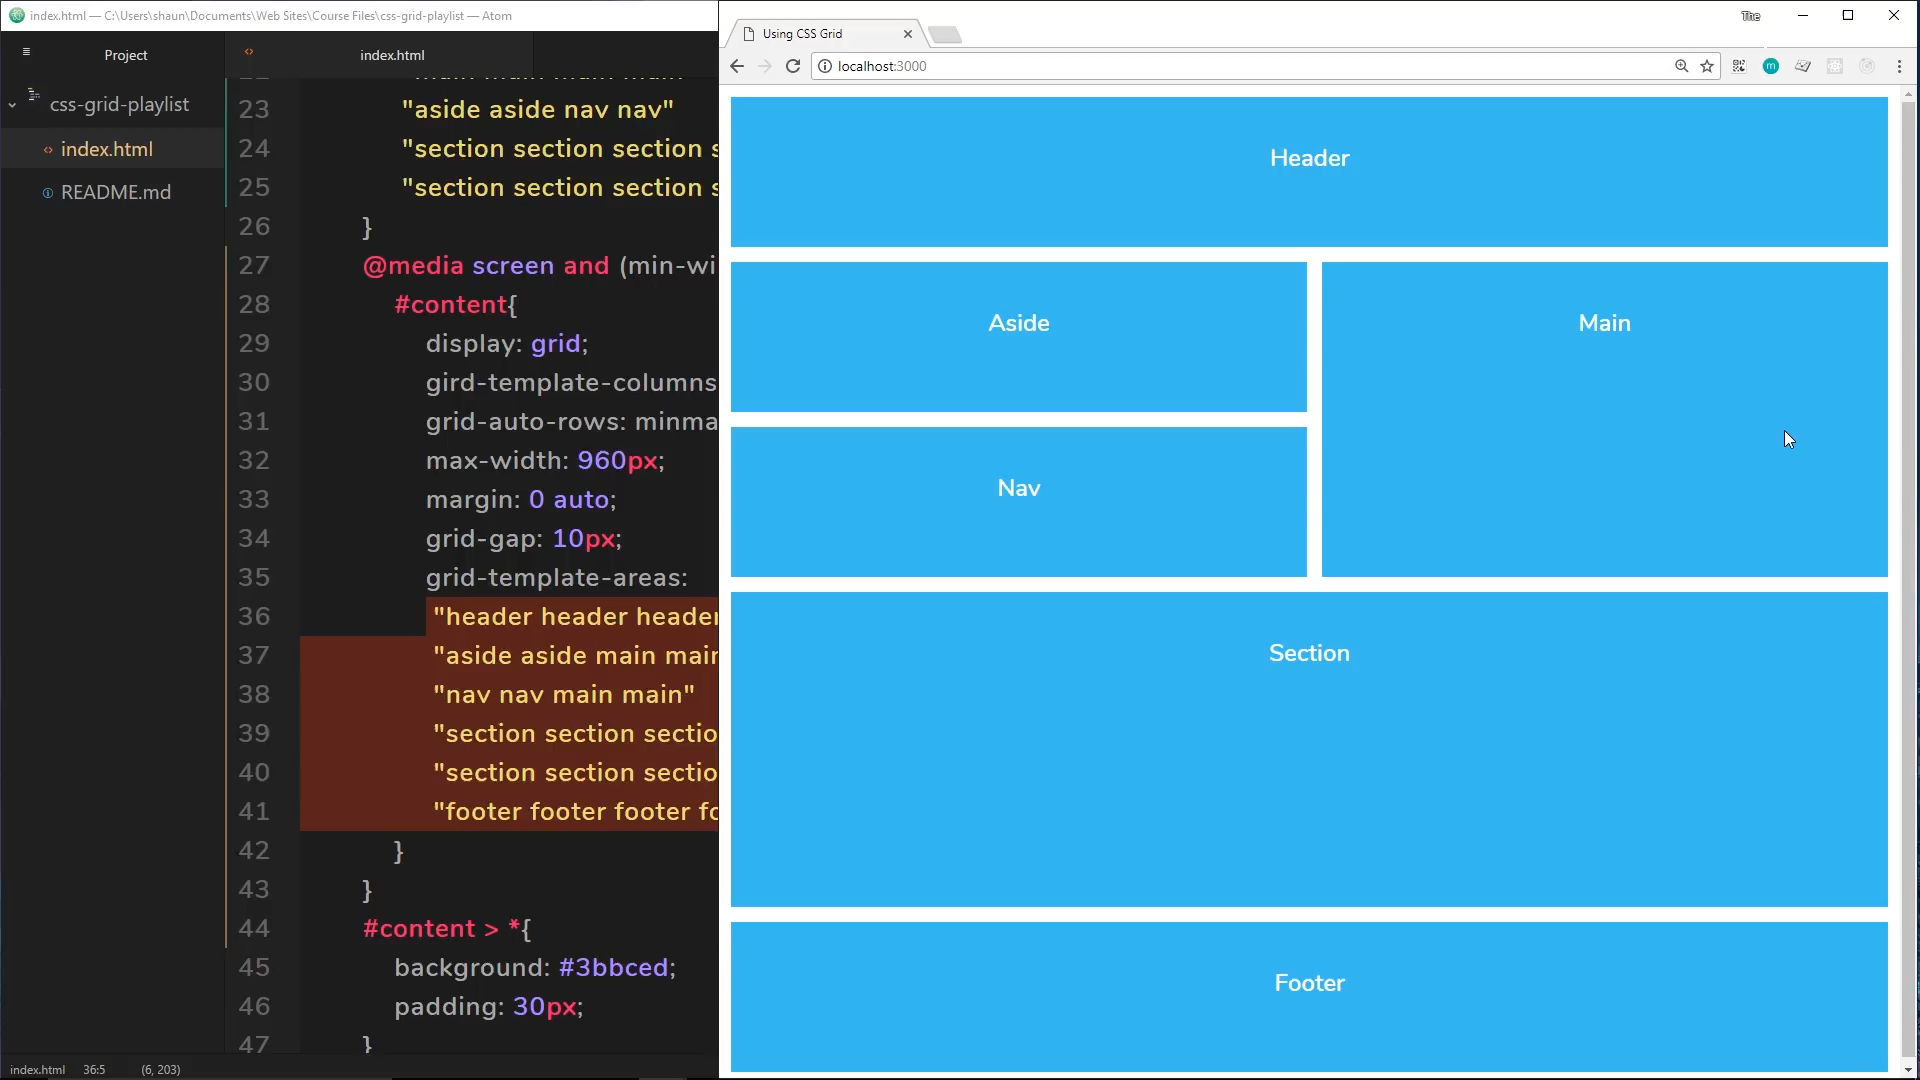 index.html — C:\Users\shaun\Documents\Web Sites\Course Files\css-grid-playlist — Atom
Project
index.html
css-grid-playlist
index.html
README.md
23 "aside aside nav nav"
24 "section section section s
25 "section section section s
26 }
27 @media screen and (min-wi
28 #content{
29 display: grid;
30 gird-template-columns
31 grid-auto-rows: minma
32 max-width: 960px;
33 margin: 0 auto;
34 grid-gap: 10px;
35 grid-template-areas:
36 "header header header
37 "aside aside main main
38 "nav nav main main"
39 "section section sectio
40 "section section sectio
41 "footer footer footer fo
42 }
43 }
44 #content > *{
45 background: #3bbced;
46 padding: 30px;
47 }
index.html 36:5 (6, 203)
The
Using CSS Grid
localhost:3000
Header
Aside
Main
Nav
Section
Footer